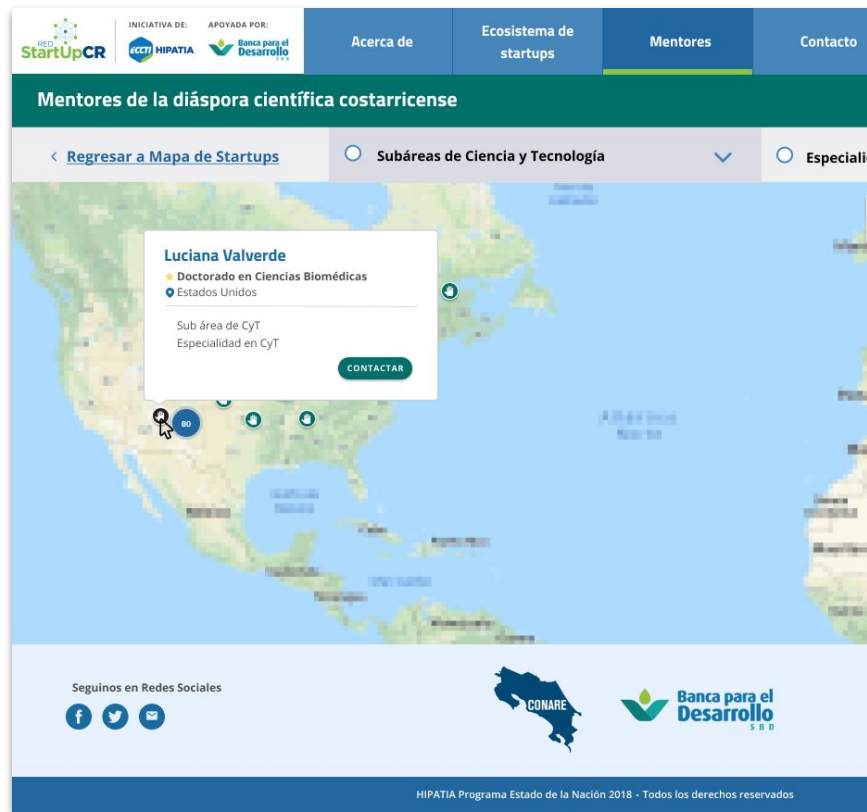 INICIATIVA DE:
APOYADA POR:
RED
StartUpCR
ECCTI HIPATIA
Banca para el
Desarrollo
SBD
Acerca de
Ecosistema de
startups
Mentores
Contacto
Mentores de la diáspora científica costarricense
< Regresar a Mapa de Startups
Subáreas de Ciencia y Tecnología
Especiali
Luciana Valverde
Doctorado en Ciencias Biomédicas
Estados Unidos
Sub área de CyT
Especialidad en CyT
CONTACTAR
80
Seguinos en Redes Sociales
CONARE
Banca para el
Desarrollo
SBD
HIPATIA Programa Estado de la Nación 2018 · Todos los derechos reservados